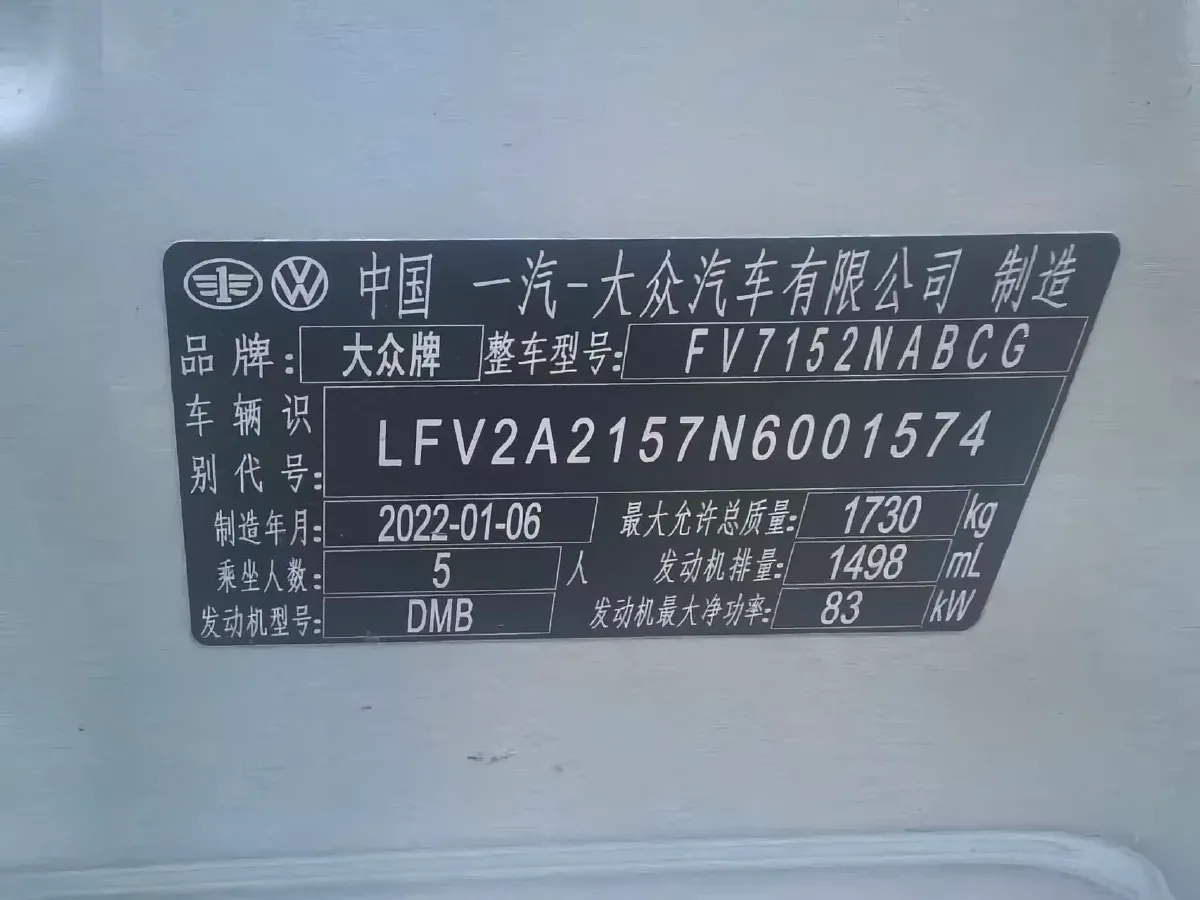 中国 一汽-大众汽车有限公司 制造
品牌: 大众牌 整车型号: FV7152NABCG
车辆识别代号: LFV2A2157N6001574
制造年月: 2022-01-06 最大允许总质量: 1730 kg
乘坐人数: 5 人 发动机排量: 1498 mL
发动机型号: DMB 发动机最大净功率: 83 kW